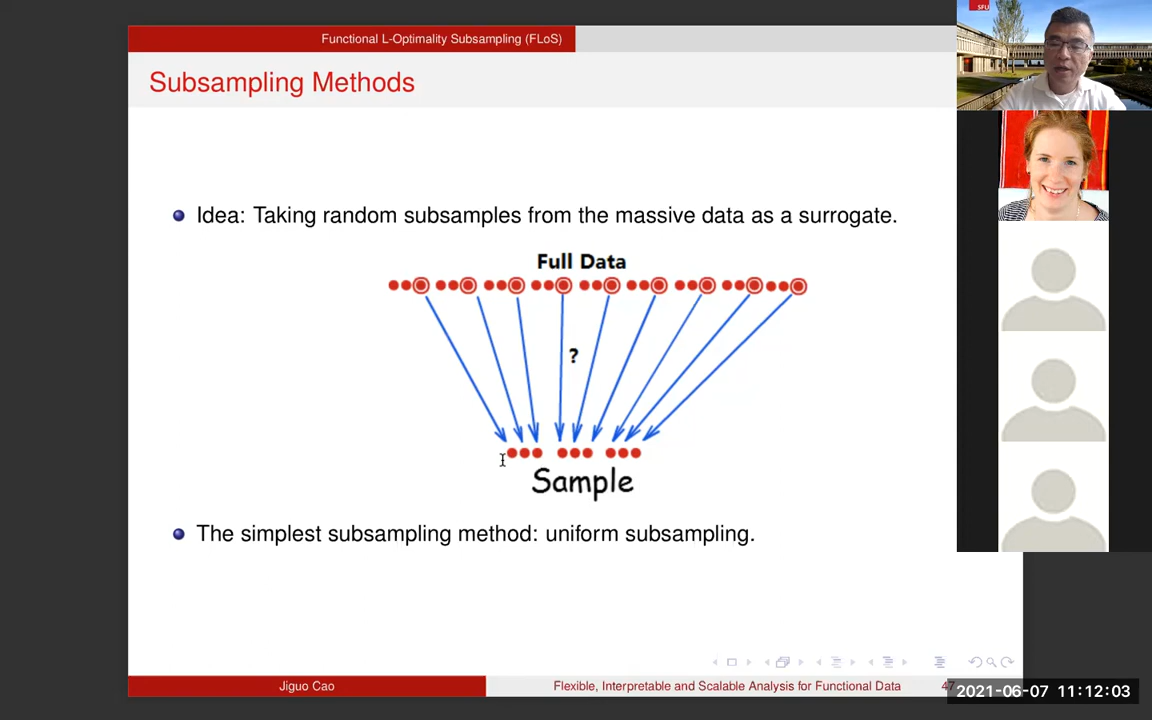 Functional L-Optimality Subsampling (FLoS)
SFU
Subsampling Methods
Idea: Taking random subsamples from the massive data as a surrogate.
Full Data
?
Sample
The simplest subsampling method: uniform subsampling.
Jiguo Cao
Flexible, Interpretable and Scalable Analysis for Functional Data
47
2021-06-07 11:12:03